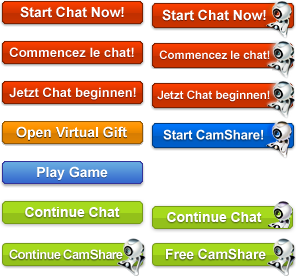 Start Chat Now!
Start Chat Now!
Commencez le chat!
Commencez le chat!
Jetzt Chat beginnen!
Jetzt Chat beginnen!
Open Virtual Gift
Start CamShare!
Play Game
Continue Chat
Continue Chat
Continue CamShare
Free CamShare